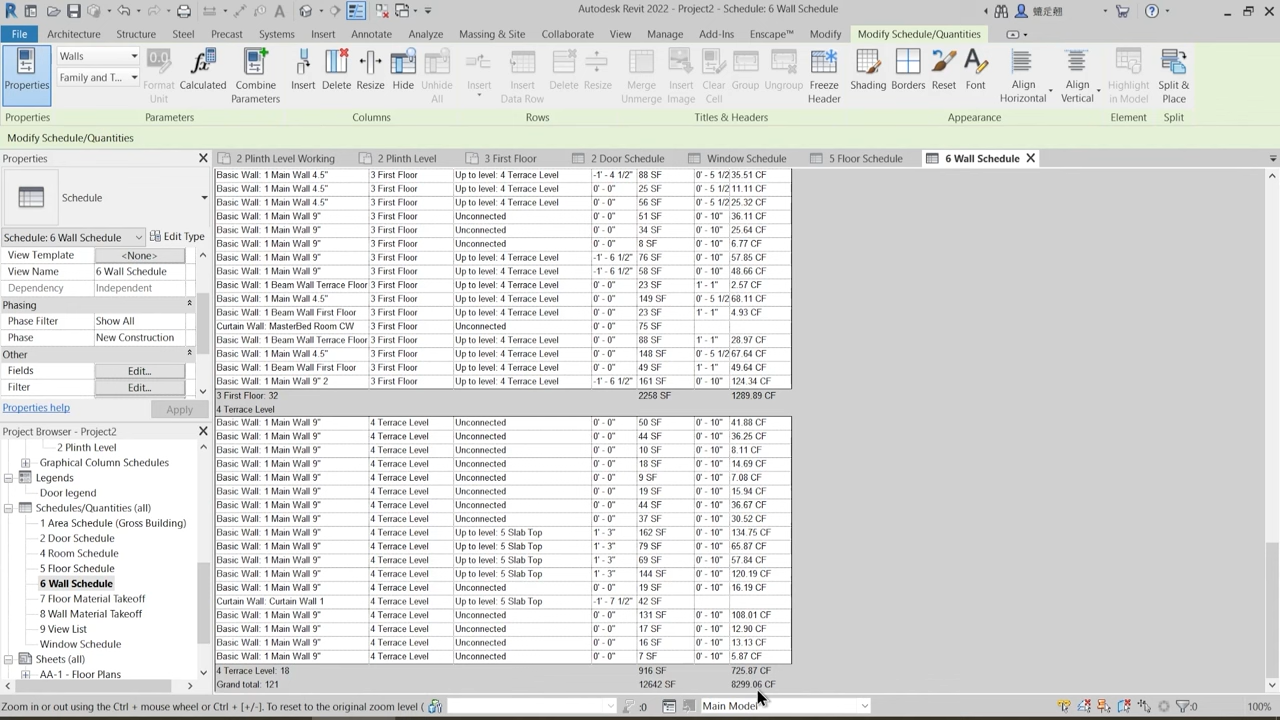 Autodesk Revit 2022 - Project2 - Schedule: 6 Wall Schedule
File Architecture Structure Steel Precast Systems Insert Annotate Analyze Massing & Site Collaborate View Manage Add-Ins Enscape™ Modify Modify Schedule/Quantities
Properties Walls Family and T... Format Unit Calculated Combine Parameters Insert Delete Resize Hide Unhide All Insert Insert Data Row Delete Resize Merge Unmerge Insert Image Clear Cell Group Ungroup Freeze Header Shading Borders Reset Font Align Horizontal Align Vertical Highlight in Model Split & Place
Properties Parameters Columns Rows Titles & Headers Appearance Element Split
Modify Schedule/Quantities
Properties
Schedule
Schedule: 6 Wall Schedule Edit Type
View Template <None>
View Name 6 Wall Schedule
Dependency Independent
Phasing
Phase Filter Show All
Phase New Construction
Other
Fields Edit...
Filter Edit...
Properties help Apply
Project Browser - Project2
2 Plinth Level
Graphical Column Schedules
Legends
Door legend
Schedules/Quantities (all)
1 Area Schedule (Gross Building)
2 Door Schedule
4 Room Schedule
5 Floor Schedule
6 Wall Schedule
7 Floor Material Takeoff
8 Wall Material Takeoff
9 View List
Window Schedule
Sheets (all)
AA-1 - Floor Plans
2 Plinth Level Working 2 Plinth Level 3 First Floor 2 Door Schedule Window Schedule 5 Floor Schedule 6 Wall Schedule
Basic Wall: 1 Main Wall 4.5" 3 First Floor Up to level: 4 Terrace Level -1' - 4 1/2" 88 SF 0' - 5 1/2 35.51 CF
Basic Wall: 1 Main Wall 4.5" 3 First Floor Up to level: 4 Terrace Level 0' - 0" 25 SF 0' - 5 1/2 11.11 CF
Basic Wall: 1 Main Wall 4.5" 3 First Floor Up to level: 4 Terrace Level 0' - 0" 56 SF 0' - 5 1/2 25.32 CF
Basic Wall: 1 Main Wall 9" 3 First Floor Unconnected 0' - 0" 51 SF 0' - 10" 36.11 CF
Basic Wall: 1 Main Wall 9" 3 First Floor Unconnected 0' - 0" 34 SF 0' - 10" 25.64 CF
Basic Wall: 1 Main Wall 9" 3 First Floor Unconnected 0' - 0" 8 SF 0' - 10" 6.77 CF
Basic Wall: 1 Main Wall 9" 3 First Floor Up to level: 4 Terrace Level -1' - 6 1/2" 76 SF 0' - 10" 57.85 CF
Basic Wall: 1 Main Wall 9" 3 First Floor Up to level: 4 Terrace Level -1' - 6 1/2" 58 SF 0' - 10" 48.66 CF
Basic Wall: 1 Beam Wall Terrace Floor 3 First Floor Up to level: 4 Terrace Level 0' - 0" 23 SF 1' - 1" 2.57 CF
Basic Wall: 1 Main Wall 4.5" 3 First Floor Up to level: 4 Terrace Level 0' - 0" 149 SF 0' - 5 1/2 68.11 CF
Basic Wall: 1 Beam Wall First Floor 3 First Floor Up to level: 4 Terrace Level 0' - 0" 23 SF 1' - 1" 4.93 CF
Curtain Wall: MasterBed Room CW 3 First Floor Unconnected 0' - 0" 75 SF
Basic Wall: 1 Beam Wall Terrace Floor 3 First Floor Up to level: 4 Terrace Level 0' - 0" 88 SF 1' - 1" 28.97 CF
Basic Wall: 1 Main Wall 4.5" 3 First Floor Up to level: 4 Terrace Level 0' - 0" 148 SF 0' - 5 1/2 67.64 CF
Basic Wall: 1 Beam Wall First Floor 3 First Floor Up to level: 4 Terrace Level 0' - 0" 49 SF 1' - 1" 49.64 CF
Basic Wall: 1 Main Wall 9" 2 3 First Floor Up to level: 4 Terrace Level -1' - 6 1/2" 161 SF 0' - 10" 124.34 CF
3 First Floor: 32 2258 SF 1289.89 CF
4 Terrace Level
Basic Wall: 1 Main Wall 9" 4 Terrace Level Unconnected 0' - 0" 50 SF 0' - 10" 41.88 CF
Basic Wall: 1 Main Wall 9" 4 Terrace Level Unconnected 0' - 0" 44 SF 0' - 10" 36.25 CF
Basic Wall: 1 Main Wall 9" 4 Terrace Level Unconnected 0' - 0" 10 SF 0' - 10" 8.11 CF
Basic Wall: 1 Main Wall 9" 4 Terrace Level Unconnected 0' - 0" 18 SF 0' - 10" 14.69 CF
Basic Wall: 1 Main Wall 9" 4 Terrace Level Unconnected 0' - 0" 9 SF 0' - 10" 7.08 CF
Basic Wall: 1 Main Wall 9" 4 Terrace Level Unconnected 0' - 0" 19 SF 0' - 10" 15.94 CF
Basic Wall: 1 Main Wall 9" 4 Terrace Level Unconnected 0' - 0" 44 SF 0' - 10" 36.67 CF
Basic Wall: 1 Main Wall 9" 4 Terrace Level Unconnected 0' - 0" 37 SF 0' - 10" 30.52 CF
Basic Wall: 1 Main Wall 9" 4 Terrace Level Up to level: 5 Slab Top 1' - 3" 162 SF 0' - 10" 134.75 CF
Basic Wall: 1 Main Wall 9" 4 Terrace Level Up to level: 5 Slab Top 1' - 3" 79 SF 0' - 10" 65.87 CF
Basic Wall: 1 Main Wall 9" 4 Terrace Level Up to level: 5 Slab Top 1' - 3" 69 SF 0' - 10" 57.84 CF
Basic Wall: 1 Main Wall 9" 4 Terrace Level Up to level: 5 Slab Top 1' - 3" 144 SF 0' - 10" 120.19 CF
Basic Wall: 1 Main Wall 9" 4 Terrace Level Unconnected 0' - 0" 19 SF 0' - 10" 16.19 CF
Curtain Wall: Curtain Wall 1 4 Terrace Level Up to level: 5 Slab Top -1' - 7 1/2" 42 SF
Basic Wall: 1 Main Wall 9" 4 Terrace Level Unconnected 0' - 0" 131 SF 0' - 10" 108.01 CF
Basic Wall: 1 Main Wall 9" 4 Terrace Level Unconnected 0' - 0" 17 SF 0' - 10" 12.90 CF
Basic Wall: 1 Main Wall 9" 4 Terrace Level Unconnected 0' - 0" 16 SF 0' - 10" 13.13 CF
Basic Wall: 1 Main Wall 9" 4 Terrace Level Unconnected 0' - 0" 7 SF 0' - 10" 5.87 CF
4 Terrace Level: 18 916 SF 725.87 CF
Grand total: 121 12642 SF 8299.06 CF
Zoom in or out using the Ctrl + mouse wheel or Ctrl + [+/-]. To reset to the original zoom level ( :0 Main Model :0 100%